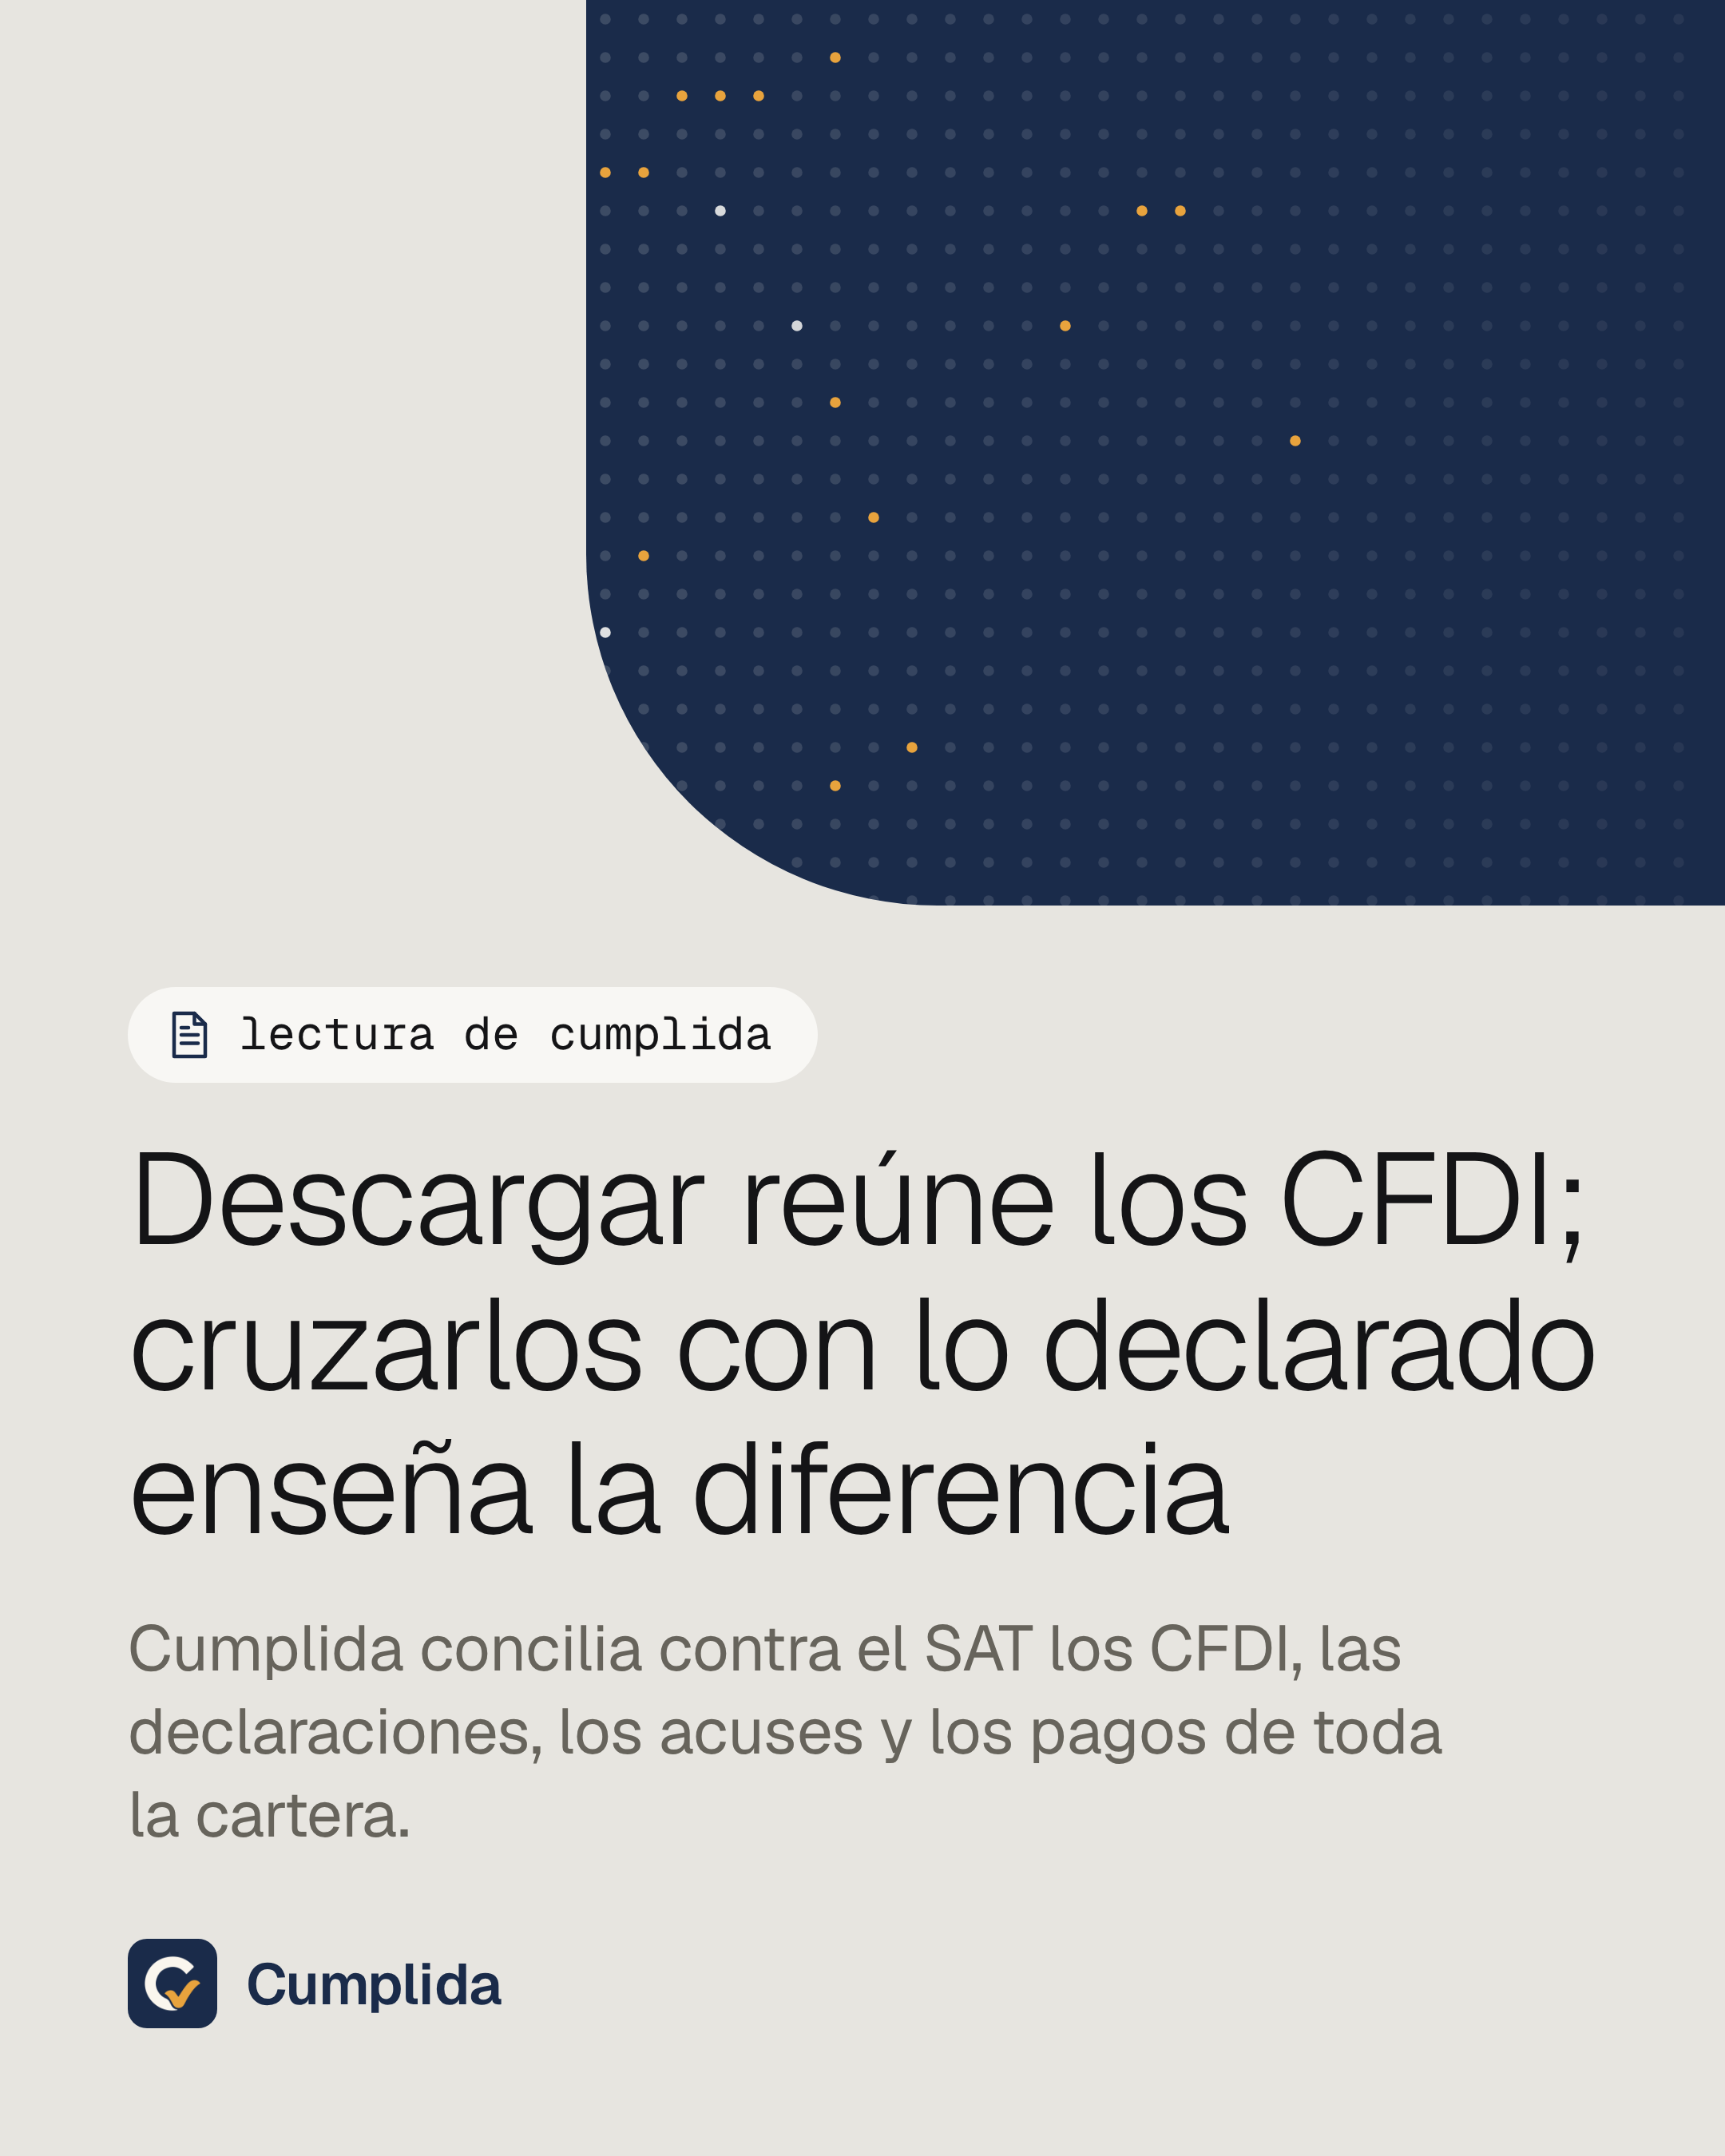 lectura de cumplida
Descargar reúne los CFDI;
cruzarlos con lo declarado
enseña la diferencia
Cumplida concilia contra el SAT los CFDI, las
declaraciones, los acuses y los pagos de toda
la cartera.
Cumplida